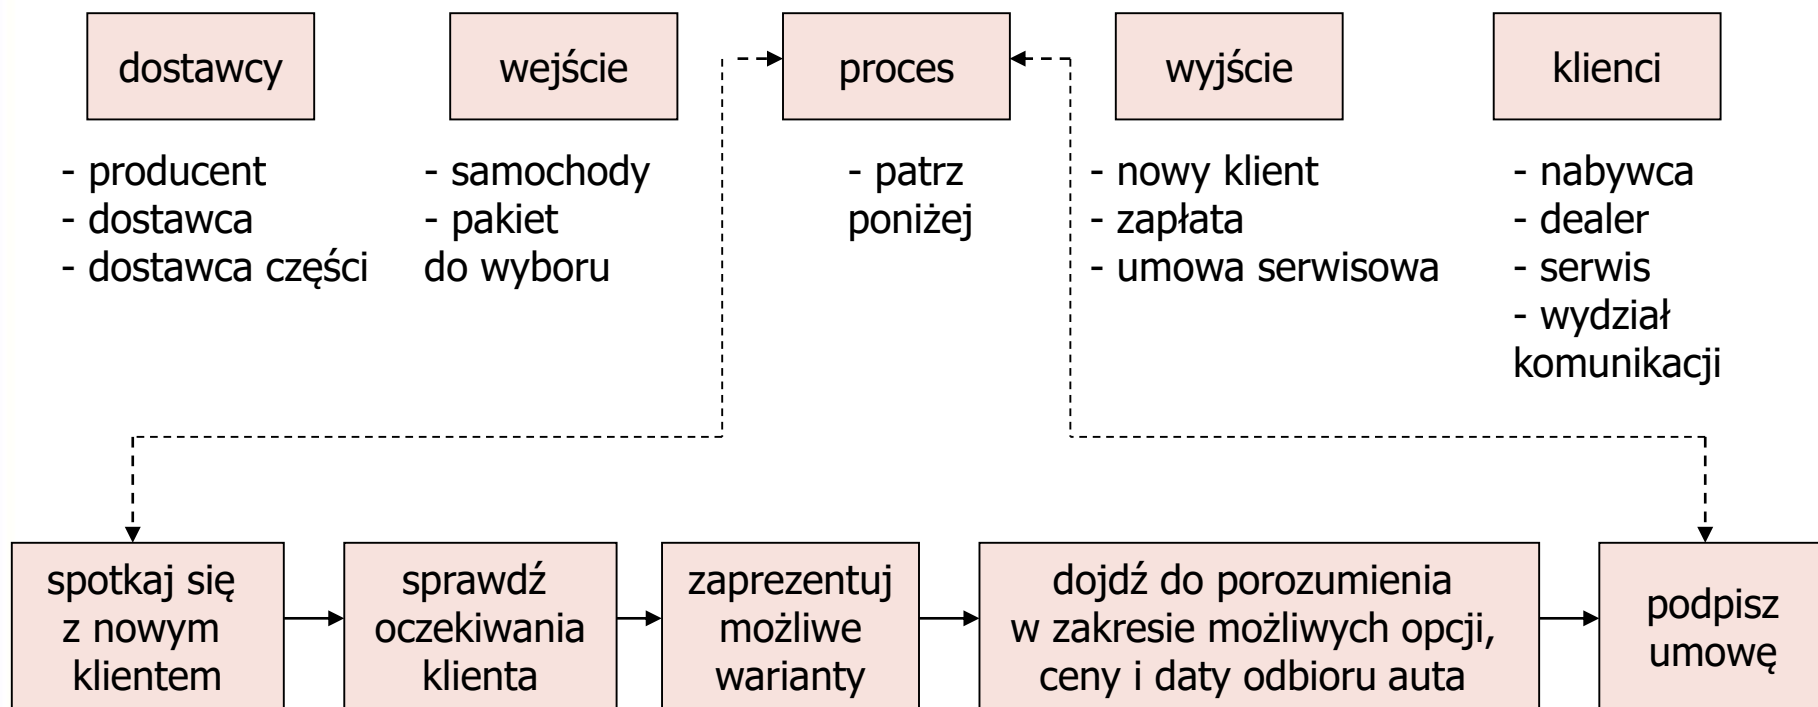 dostawcy
wejście
proces
wyjście
klienci
- producent
- dostawca
- dostawca części
- samochody
- pakiet
do wyboru
- patrz
poniżej
- nowy klient
- zapłata
- umowa serwisowa
- nabywca
- dealer
- serwis
- wydział
komunikacji
spotkaj się
z nowym
klientem
sprawdź
oczekiwania
klienta
zaprezentuj
możliwe
warianty
dojdź do porozumienia
w zakresie możliwych opcji,
ceny i daty odbioru auta
podpisz
umowę